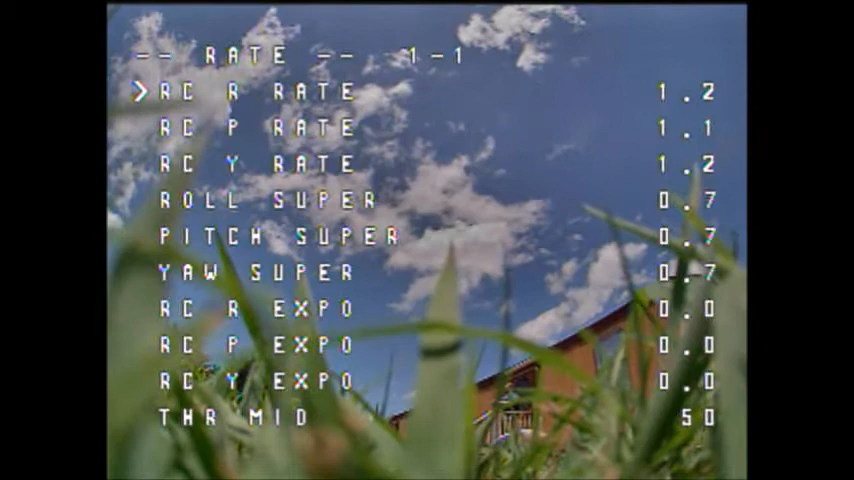 -- RATE -- 1-1
>RC R RATE 1.2
RC P RATE 1.1
RC Y RATE 1.2
ROLL SUPER 0.7
PITCH SUPER 0.7
YAW SUPER 0.7
RC R EXPO 0.0
RC P EXPO 0.0
RC Y EXPO 0.0
THR MID 50